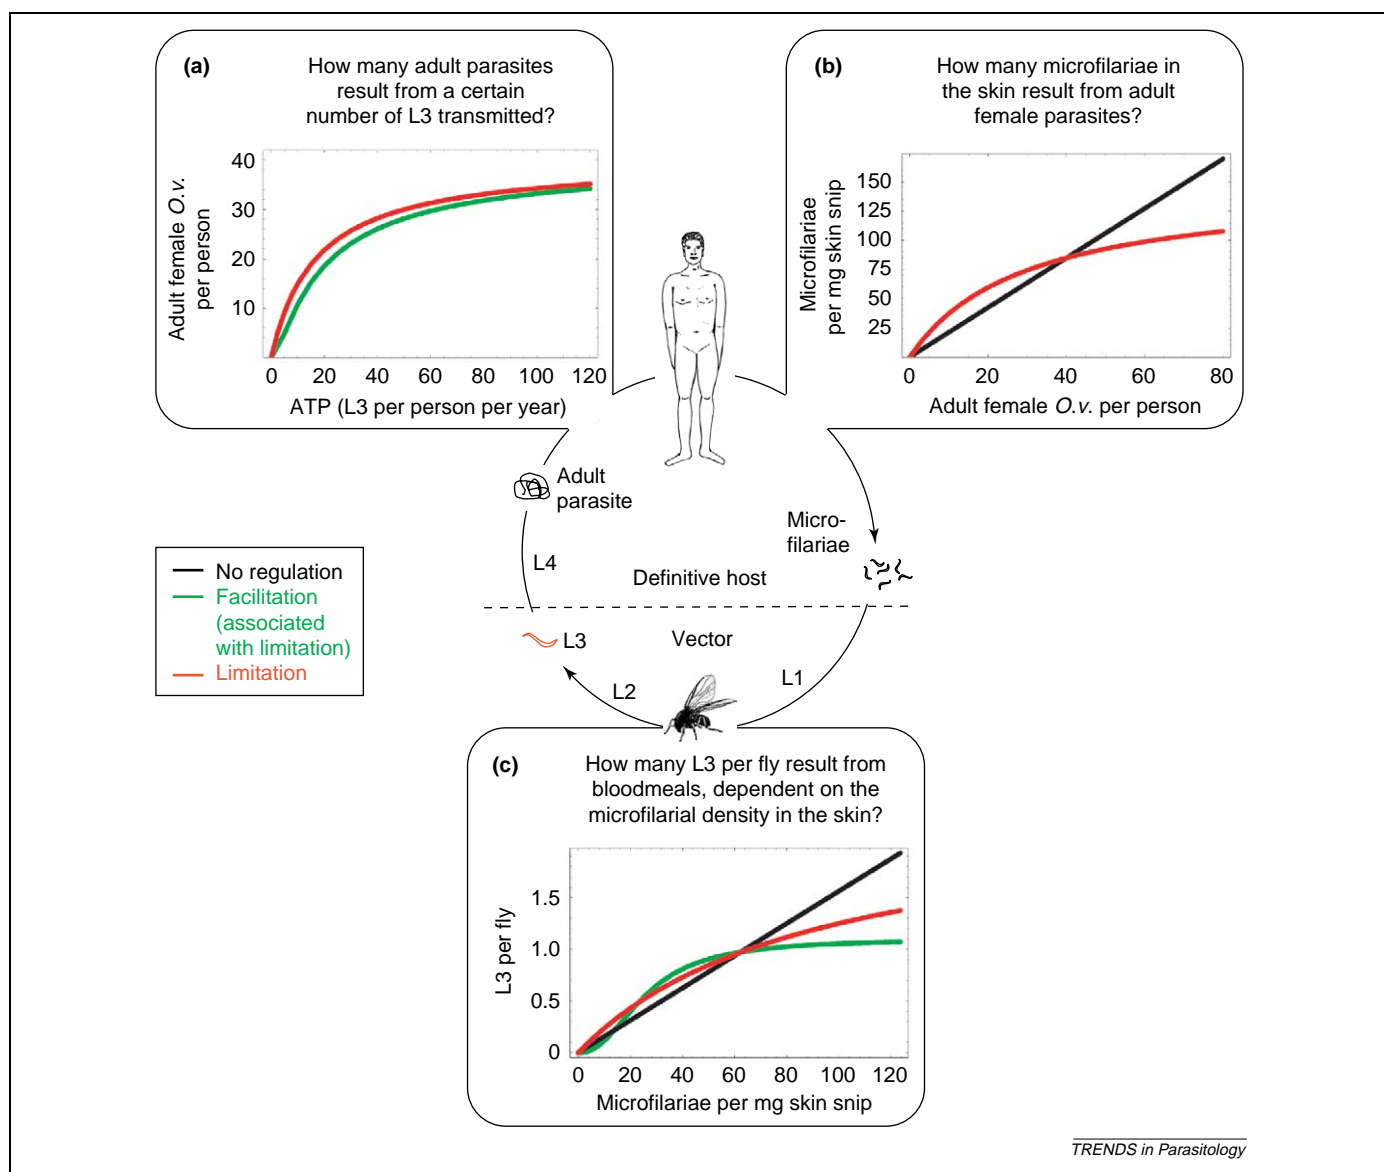 (a)
How many adult parasites
result from a certain
number of L3 transmitted?
Adult female O.v.
per person
40
30
20
10
0 20 40 60 80 100 120
ATP (L3 per person per year)
(b)
How many microfilariae in
the skin result from adult
female parasites?
Microfilariae
per mg skin snip
150
125
100
75
50
25
0 20 40 60 80
Adult female O.v. per person
Adult
parasite
Micro-
filariae
L4
Definitive host
No regulation
Facilitation
(associated
with limitation)
Limitation
L3
Vector
L2
L1
(c)
How many L3 per fly result from
bloodmeals, dependent on the
microfilarial density in the skin?
L3 per fly
1.5
1.0
0.5
0
0 20 40 60 80 100 120
Microfilariae per mg skin snip
TRENDS in Parasitology